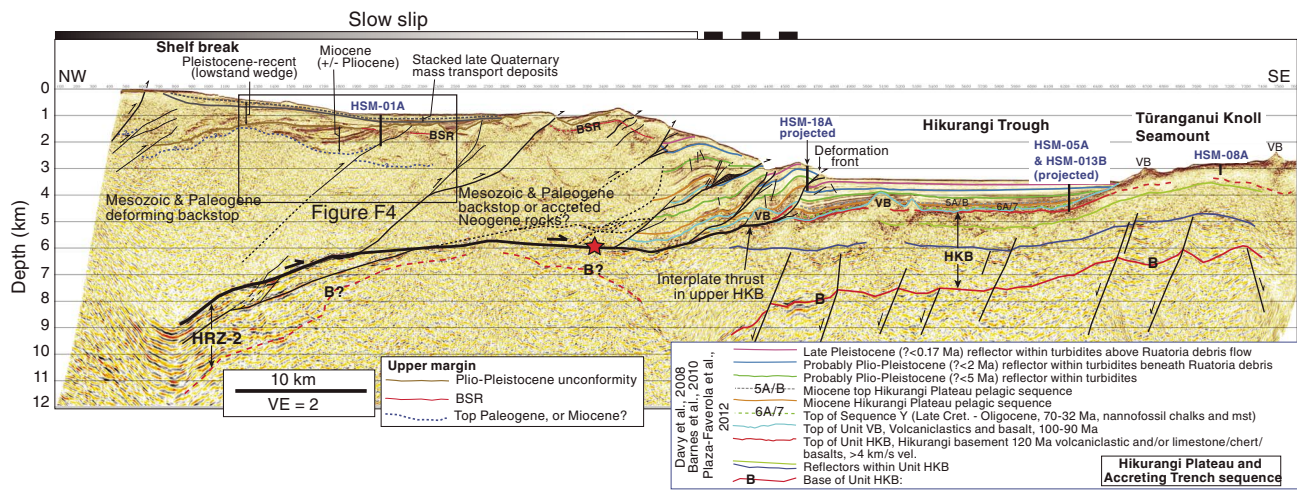 Slow slip
Shelf break
Pleistocene-recent
(lowstand wedge)
Miocene
(+/- Pliocene)
Stacked late Quaternary
mass transport deposits
NW
SE
HSM-01A
BSR
BSR
HSM-18A
projected
Deformation
front
Hikurangi Trough
Tūranganui Knoll
Seamount
HSM-05A
& HSM-013B
(projected)
VB
HSM-08A
VB
Depth (km)
0
1
2
3
4
5
6
7
8
9
10
11
12
Mesozoic & Paleogene
deforming backstop
Figure F4
Mesozoic & Paleogene
backstop or accreted
Neogene rocks?
VB
VB
5A/B
6A/7
HKB
Interplate thrust
in upper HKB
B?
B?
B
B
HRZ-2
10 km
VE = 2
Upper margin
Plio-Pleistocene unconformity
BSR
Top Paleogene, or Miocene?
Davy et al., 2008
Barnes et al., 2010
Plaza-Faverola et al.,
2012
Late Pleistocene (?<0.17 Ma) reflector within turbidites above Ruatoria debris flow
Probably Plio-Pleistocene (?<2 Ma) reflector within turbidites beneath Ruatoria debris
Probably Plio-Pleistocene (?<5 Ma) reflector within turbidites
5A/B Miocene top Hikurangi Plateau pelagic sequence
Miocene Hikurangi Plateau pelagic sequence
6A/7 Top of Sequence Y (Late Cret. - Oligocene, 70-32 Ma, nannofossil chalks and mst)
Top of Unit VB, Volcaniclastics and basalt, 100-90 Ma
Top of Unit HKB, Hikurangi basement 120 Ma volcaniclastic and/or limestone/chert/
basalts, >4 km/s vel.
Reflectors within Unit HKB
B Base of Unit HKB:
Hikurangi Plateau and
Accreting Trench sequence